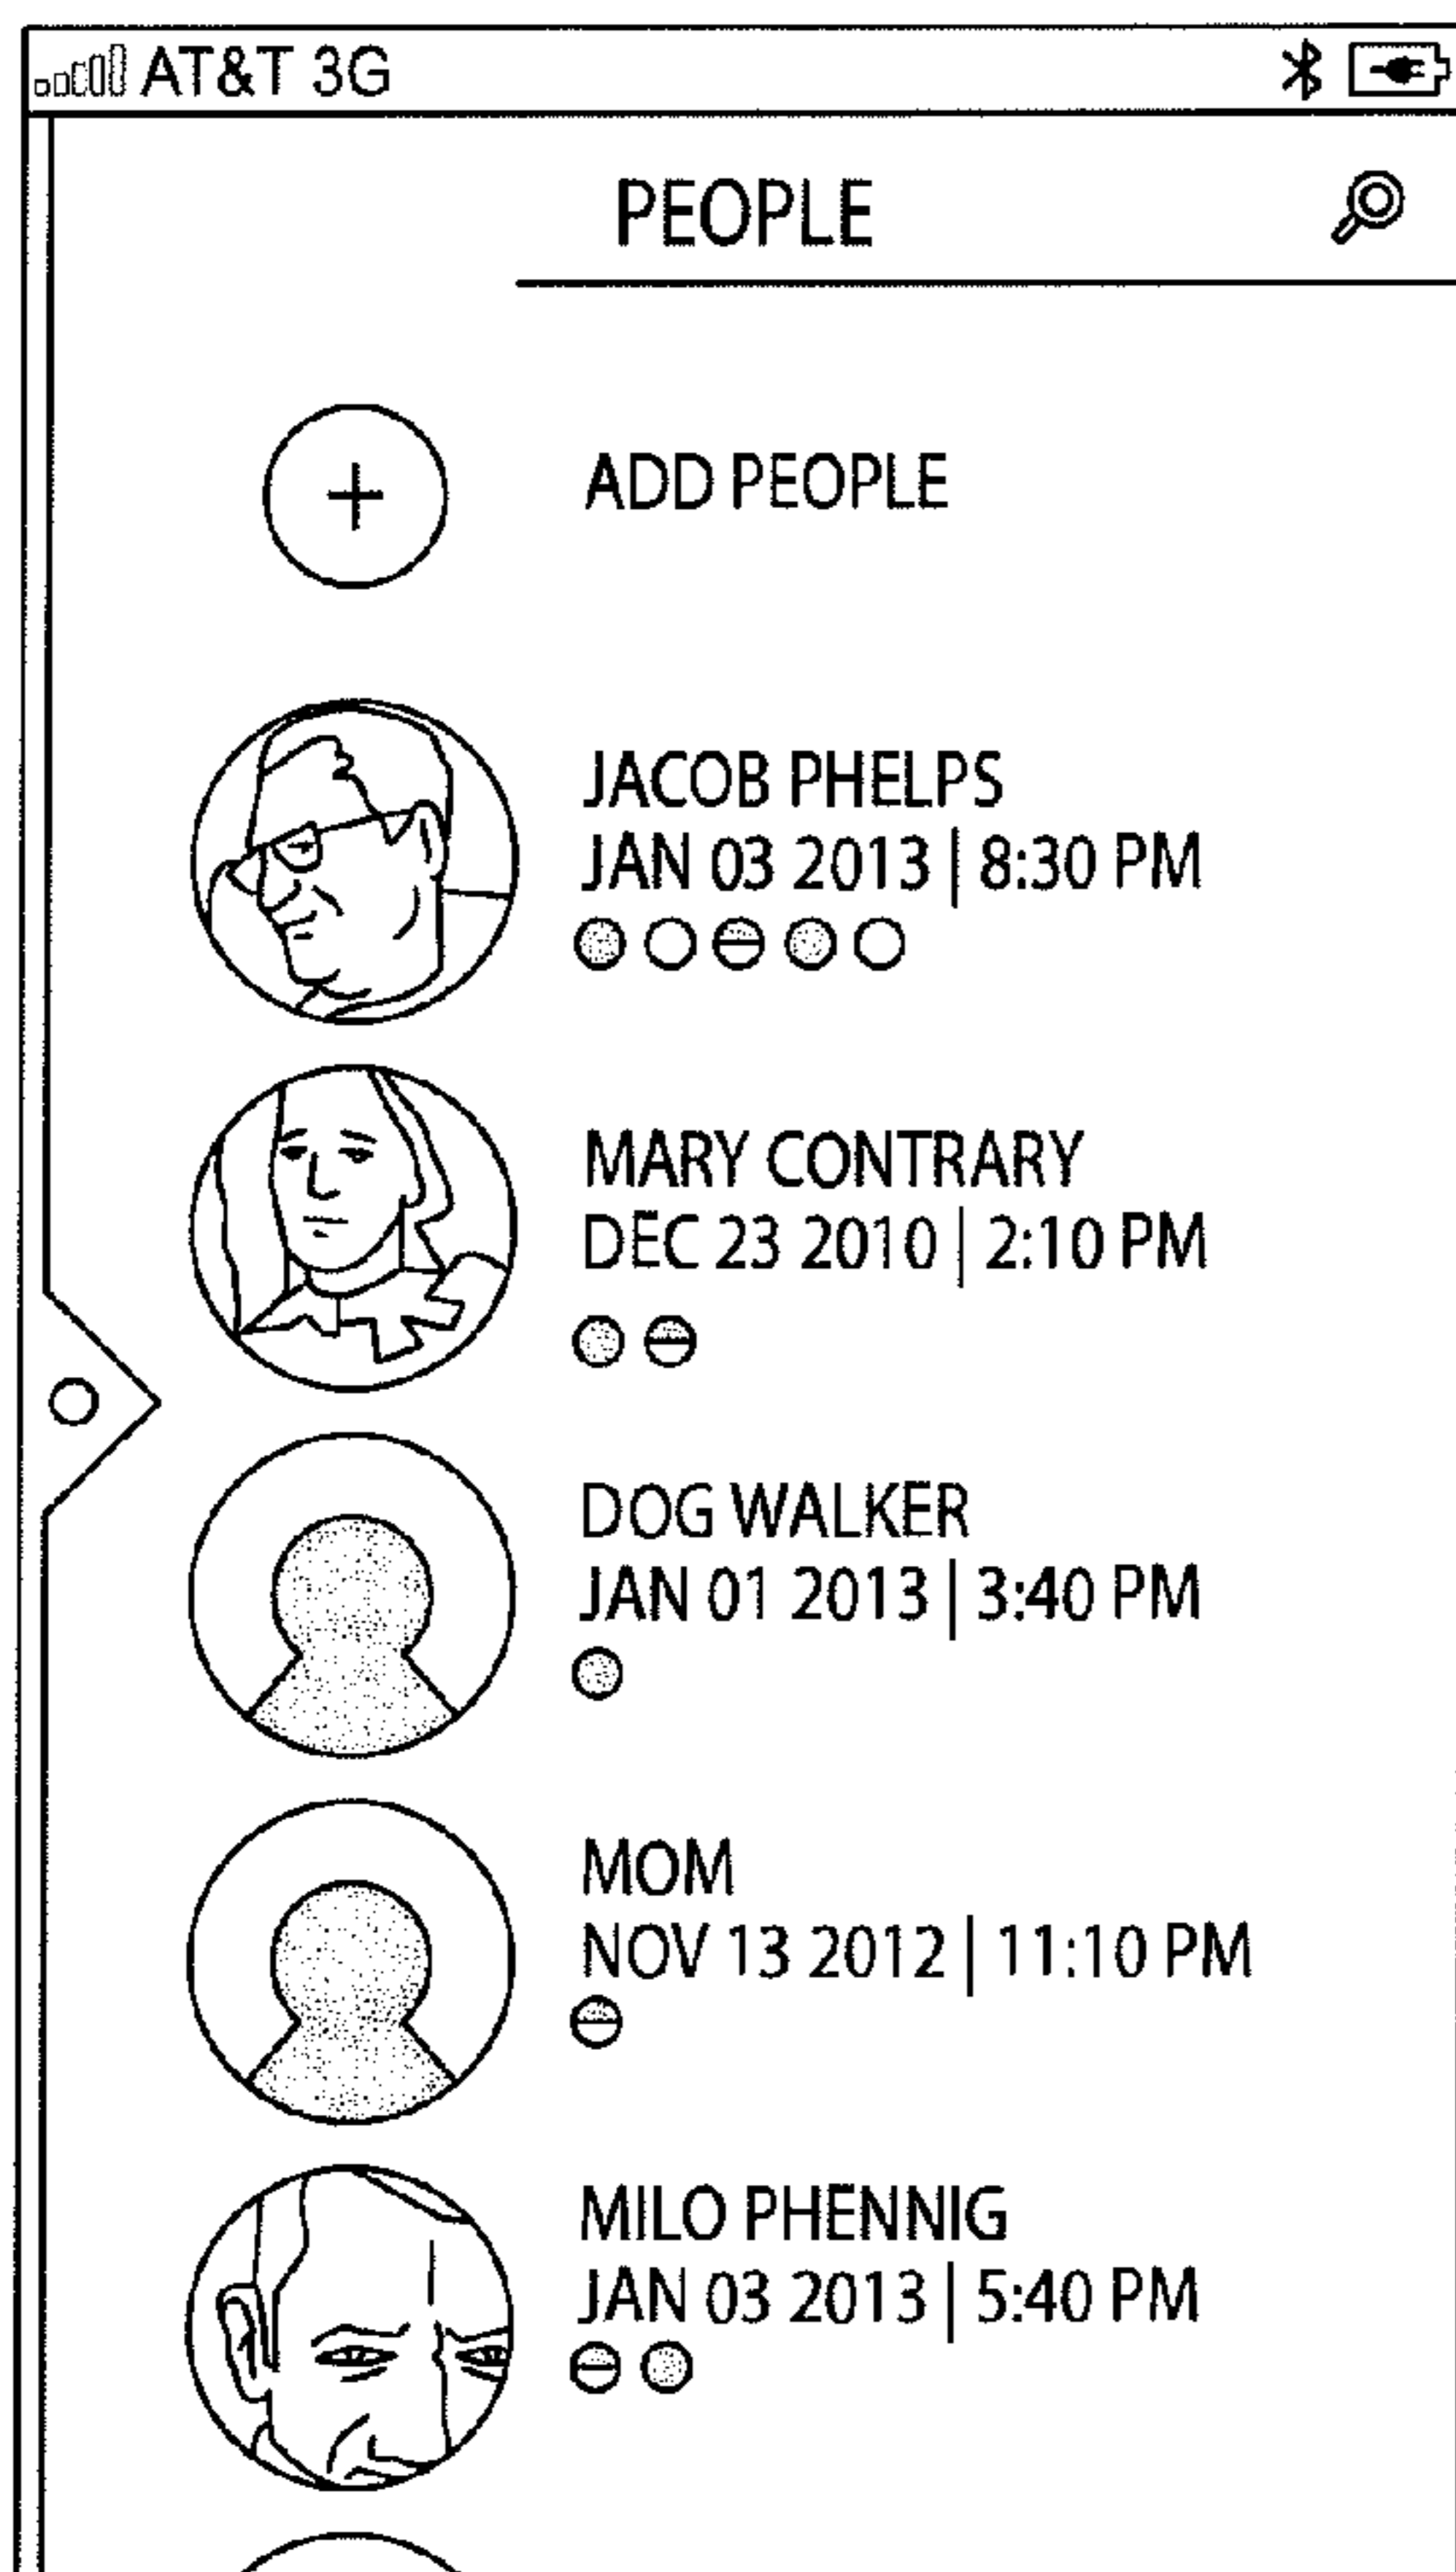 AT&T 3G
PEOPLE
ADD PEOPLE
JACOB PHELPS
JAN 03 2013 | 8:30 PM
MARY CONTRARY
DEC 23 2010 | 2:10 PM
DOG WALKER
JAN 01 2013 | 3:40 PM
MOM
NOV 13 2012 | 11:10 PM
MILO PHENNIG
JAN 03 2013 | 5:40 PM